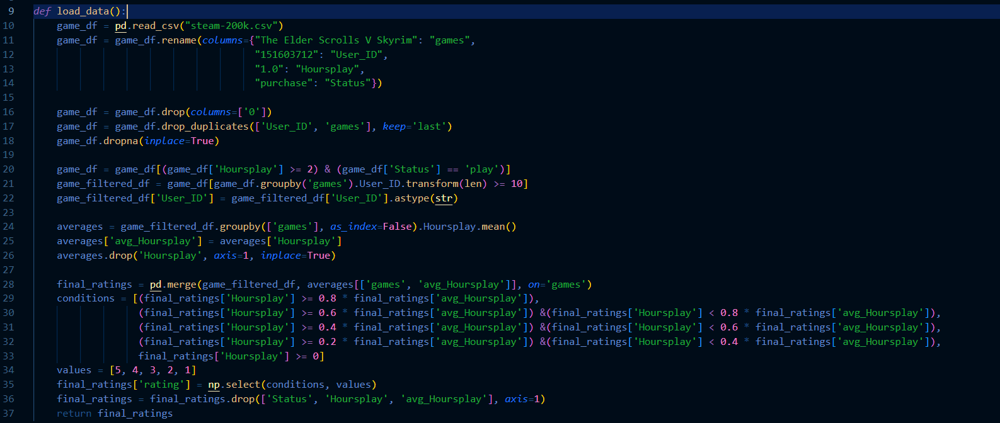 9 def load_data():
10 game_df = pd.read_csv("steam-200k.csv")
11 game_df = game_df.rename(columns={"The Elder Scrolls V Skyrim": "games",
12 "151603712": "User_ID",
13 "1.0": "Hoursplay",
14 "purchase": "Status"})
15
16 game_df = game_df.drop(columns=['0'])
17 game_df = game_df.drop_duplicates(['User_ID', 'games'], keep='last')
18 game_df.dropna(inplace=True)
19
20 game_df = game_df[(game_df['Hoursplay'] >= 2) & (game_df['Status'] == 'play')]
21 game_filtered_df = game_df[game_df.groupby('games').User_ID.transform(len) >= 10]
22 game_filtered_df['User_ID'] = game_filtered_df['User_ID'].astype(str)
23
24 averages = game_filtered_df.groupby(['games'], as_index=False).Hoursplay.mean()
25 averages['avg_Hoursplay'] = averages['Hoursplay']
26 averages.drop('Hoursplay', axis=1, inplace=True)
27
28 final_ratings = pd.merge(game_filtered_df, averages[['games', 'avg_Hoursplay']], on='games')
29 conditions = [(final_ratings['Hoursplay'] >= 0.8 * final_ratings['avg_Hoursplay']),
30 (final_ratings['Hoursplay'] >= 0.6 * final_ratings['avg_Hoursplay']) &(final_ratings['Hoursplay'] < 0.8 * final_ratings['avg_Hoursplay']),
31 (final_ratings['Hoursplay'] >= 0.4 * final_ratings['avg_Hoursplay']) &(final_ratings['Hoursplay'] < 0.6 * final_ratings['avg_Hoursplay']),
32 (final_ratings['Hoursplay'] >= 0.2 * final_ratings['avg_Hoursplay']) &(final_ratings['Hoursplay'] < 0.4 * final_ratings['avg_Hoursplay']),
33 final_ratings['Hoursplay'] >= 0]
34 values = [5, 4, 3, 2, 1]
35 final_ratings['rating'] = np.select(conditions, values)
36 final_ratings = final_ratings.drop(['Status', 'Hoursplay', 'avg_Hoursplay'], axis=1)
37 return final_ratings